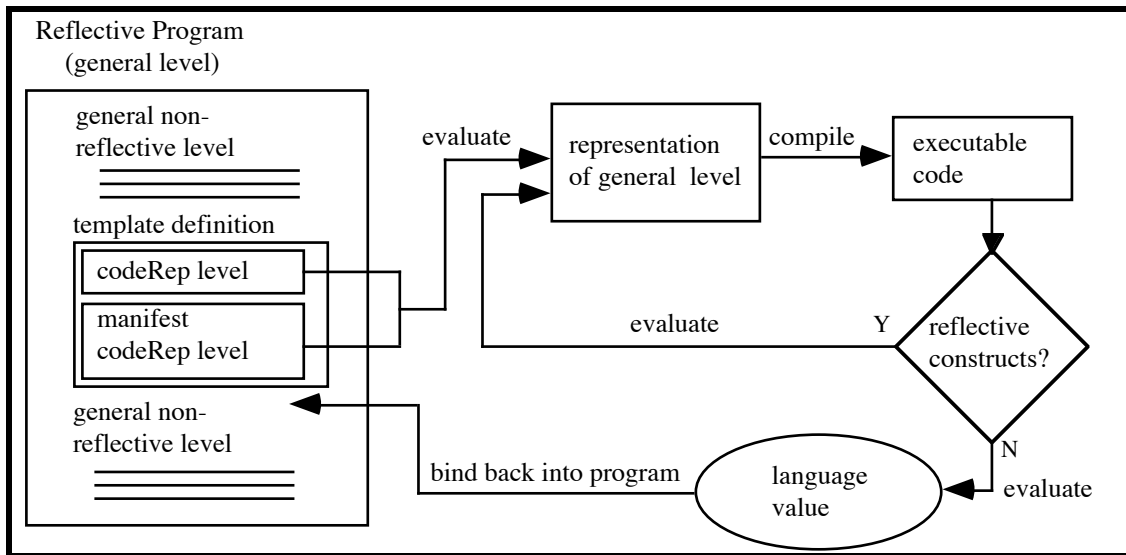 Reflective Program
(general level)
general non-
reflective level
template definition
codeRep level
manifest
codeRep level
general non-
reflective level
evaluate
representation
of general level
compile
executable
code
reflective
constructs?
Y
evaluate
N
evaluate
language
value
bind back into program